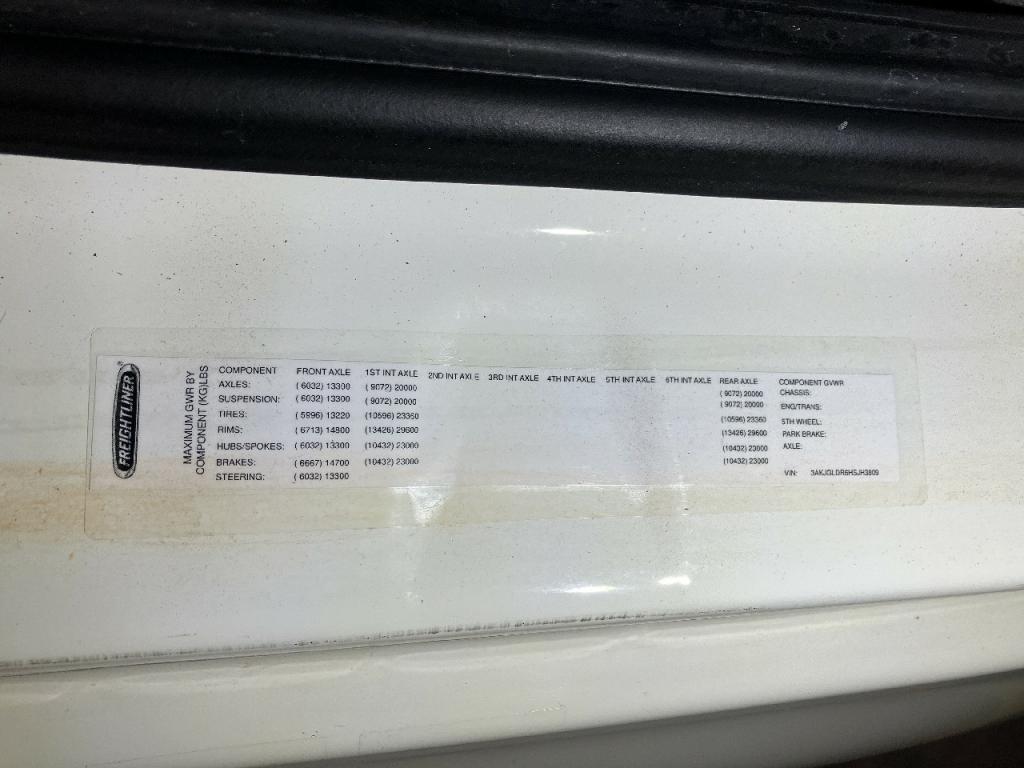 FREIGHTLINER®
MAXIMUM GWR BY
COMPONENT (KG)LBS
COMPONENT FRONT AXLE 1ST INT AXLE 2ND INT AXLE 3RD INT AXLE 4TH INT AXLE 5TH INT AXLE 6TH INT AXLE REAR AXLE COMPONENT GVWR
AXLES: ( 6032) 13300 ( 9072) 20000 ( 9072) 20000 CHASSIS:
SUSPENSION: ( 6032) 13300 ( 9072) 20000 ( 9072) 20000 ENG/TRANS:
TIRES: ( 5996) 13220 (10596) 23360 (10596) 23360 5TH WHEEL:
RIMS: ( 6713) 14800 (13426) 29600 (13426) 29600 PARK BRAKE:
HUBS/SPOKES: ( 6032) 13300 (10432) 23000 (10432) 23000 AXLE:
BRAKES: ( 6667) 14700 (10432) 23000 (10432) 23000
STEERING: ( 6032) 13300 VIN: 3AKJGLDR6HSJH3809